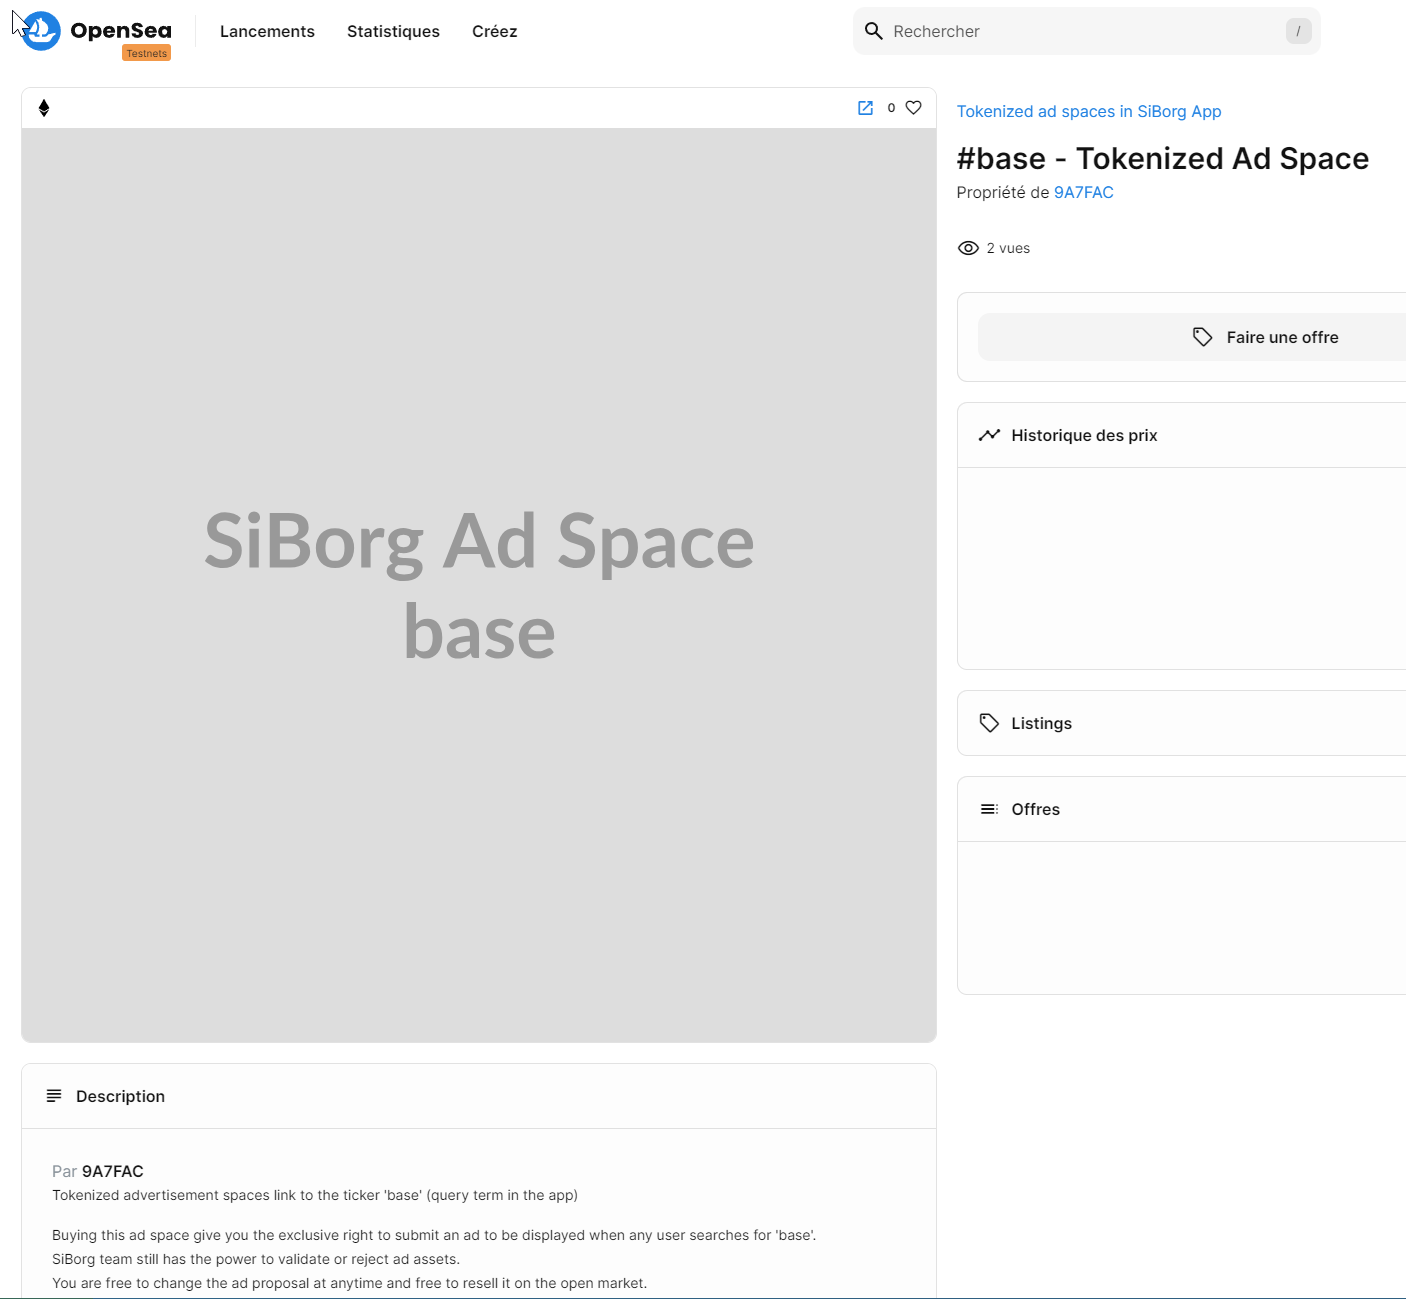 OpenSea
Testnets
Lancements
Statistiques
Créez
Rechercher
/
0
SiBorg Ad Space
base
Tokenized ad spaces in SiBorg App
#base - Tokenized Ad Space
Propriété de 9A7FAC
2 vues
Faire une offre
Historique des prix
Listings
Offres
Description
Par 9A7FAC
Tokenized advertisement spaces link to the ticker 'base' (query term in the app)
Buying this ad space give you the exclusive right to submit an ad to be displayed when any user searches for 'base'.
SiBorg team still has the power to validate or reject ad assets.
You are free to change the ad proposal at anytime and free to resell it on the open market.